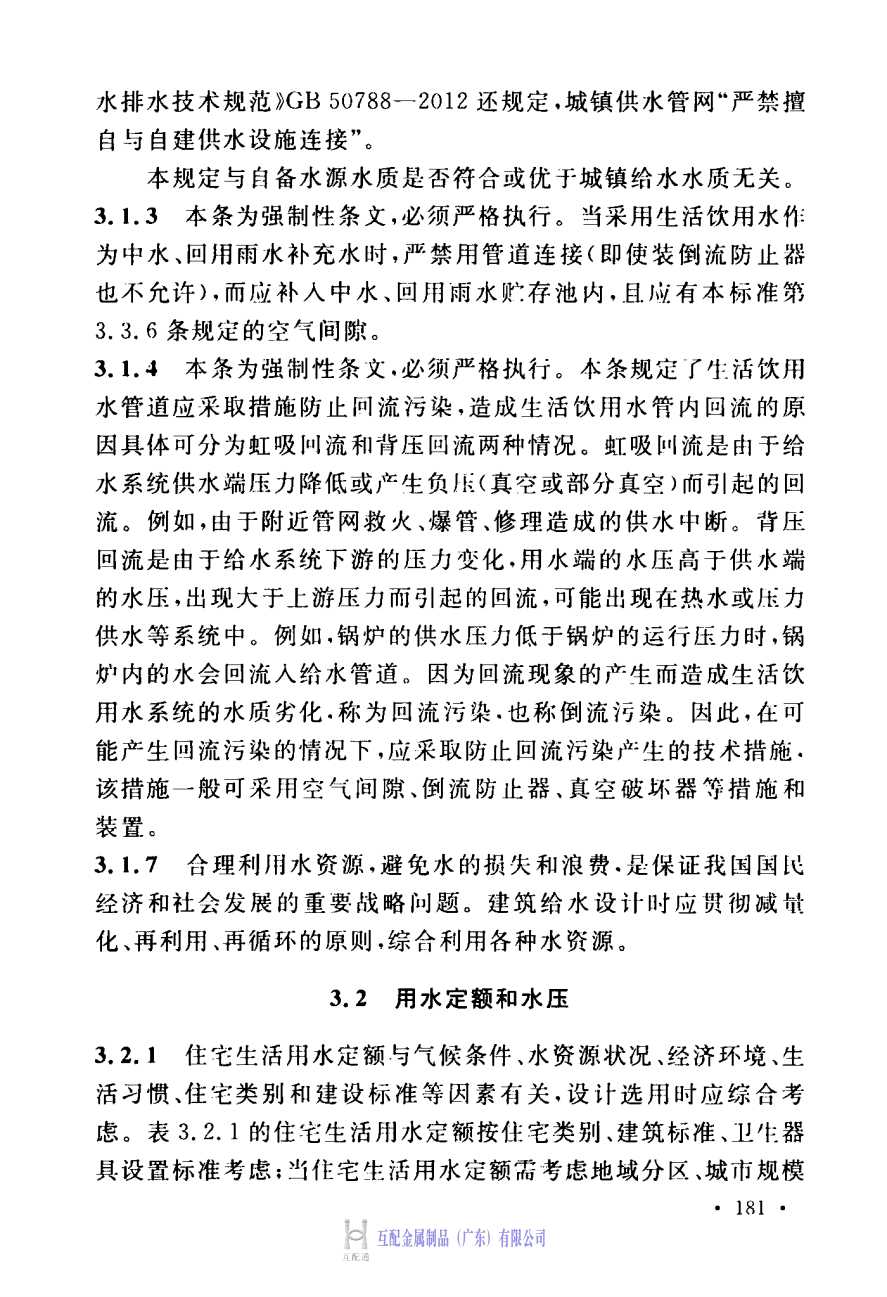 水排水技术规范》GB 50788—2012 还规定,城镇供水管网“严禁擅
自与自建供水设施连接”。
本规定与自备水源水质是否符合或优于城镇给水水质无关。
3.1.3 本条为强制性条文,必须严格执行。当采用生活饮用水作
为中水、回用雨水补充水时,严禁用管道连接(即使装倒流防止器
也不允许),而应补入中水、回用雨水贮存池内,且应有本标准第
3.3.6 条规定的空气间隙。
3.1.4 本条为强制性条文,必须严格执行。本条规定了生活饮用
水管道应采取措施防止回流污染,造成生活饮用水管内回流的原
因具体可分为虹吸回流和背压回流两种情况。虹吸回流是由于给
水系统供水端压力降低或产生负压(真空或部分真空)而引起的回
流。例如,由于附近管网救火、爆管、修理造成的供水中断。背压
回流是由于给水系统下游的压力变化,用水端的水压高于供水端
的水压,出现大于上游压力而引起的回流,可能出现在热水或压力
供水等系统中。例如,锅炉的供水压力低于锅炉的运行压力时,锅
炉内的水会回流入给水管道。因为回流现象的产生而造成生活饮
用水系统的水质劣化,称为回流污染,也称倒流污染。因此,在可
能产生回流污染的情况下,应采取防止回流污染产生的技术措施,
该措施一般可采用空气间隙、倒流防止器、真空破坏器等措施和
装置。
3.1.7 合理利用水资源,避免水的损失和浪费,是保证我国国民
经济和社会发展的重要战略问题。建筑给水设计时应贯彻减量
化、再利用、再循环的原则,综合利用各种水资源。
3.2 用水定额和水压
3.2.1 住宅生活用水定额与气候条件、水资源状况、经济环境、生
活习惯、住宅类别和建设标准等因素有关,设计选用时应综合考
虑。表 3.2.1 的住宅生活用水定额按住宅类别、建筑标准、卫生器
具设置标准考虑;当住宅生活用水定额需考虑地域分区、城市规模
· 181 ·
互配金属制品(广东)有限公司
互配通